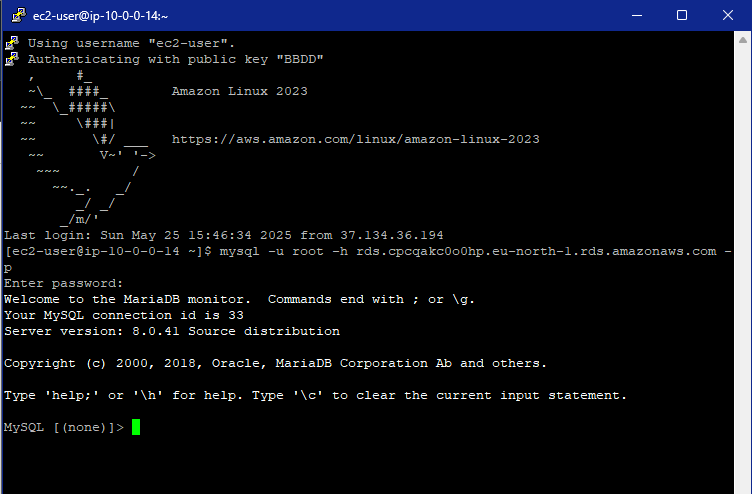 ec2-user@ip-10-0-0-14:~
Using username "ec2-user".
Authenticating with public key "BBDD"
   ,     #_
   ~\_  ####_        Amazon Linux 2023
  ~~  \_#####\
  ~~     \###|
  ~~       \#/ ___   https://aws.amazon.com/linux/amazon-linux-2023
   ~~       V~' '->
    ~~~         /
      ~~._.   _/
         _/ _/
       _/m/'
Last login: Sun May 25 15:46:34 2025 from 37.134.36.194
[ec2-user@ip-10-0-0-14 ~]$ mysql -u root -h rds.cpcqakc0o0hp.eu-north-1.rds.amazonaws.com -
p
Enter password:
Welcome to the MariaDB monitor.  Commands end with ; or \g.
Your MySQL connection id is 33
Server version: 8.0.41 Source distribution

Copyright (c) 2000, 2018, Oracle, MariaDB Corporation Ab and others.

Type 'help;' or '\h' for help. Type '\c' to clear the current input statement.

MySQL [(none)]>